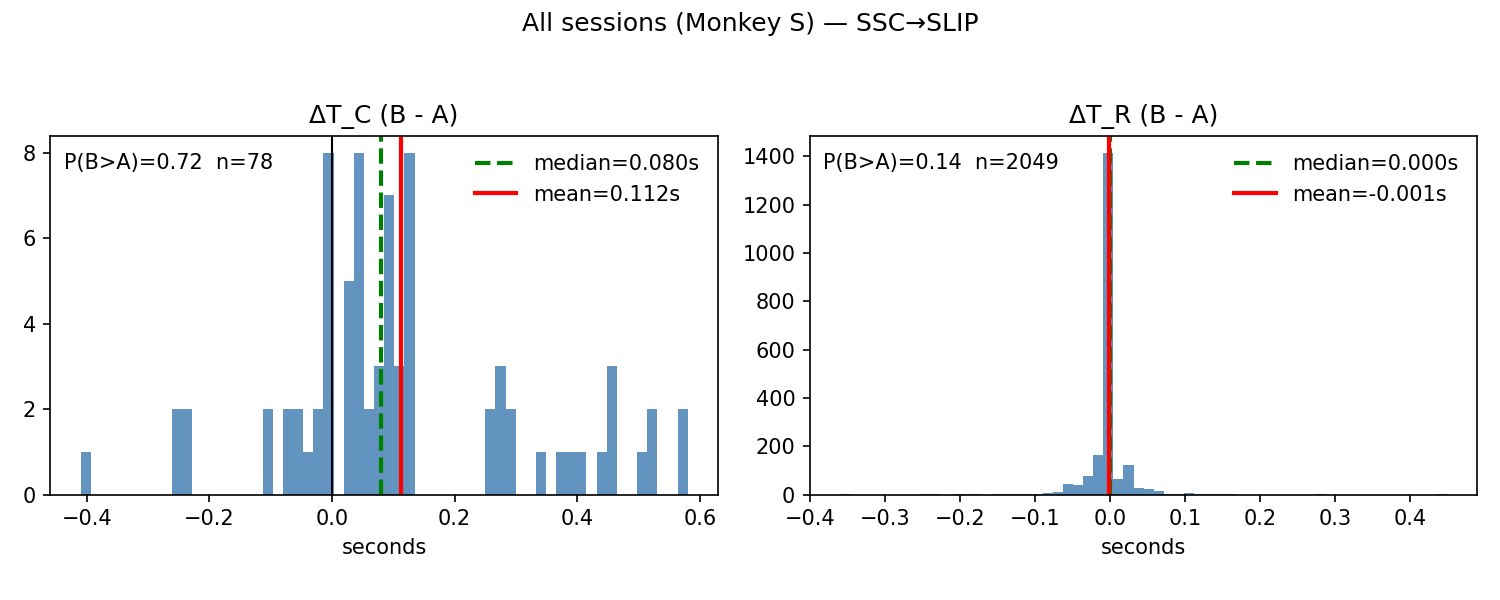 All sessions (Monkey S) — SSC→SLIP
ΔT_C (B - A)
P(B>A)=0.72  n=78
median=0.080s
mean=0.112s
8
6
4
2
0
−0.4
−0.2
0.0
0.2
0.4
0.6
seconds
ΔT_R (B - A)
P(B>A)=0.14  n=2049
median=0.000s
mean=-0.001s
1400
1200
1000
800
600
400
200
0
−0.4
−0.3
−0.2
−0.1
0.0
0.1
0.2
0.3
0.4
seconds